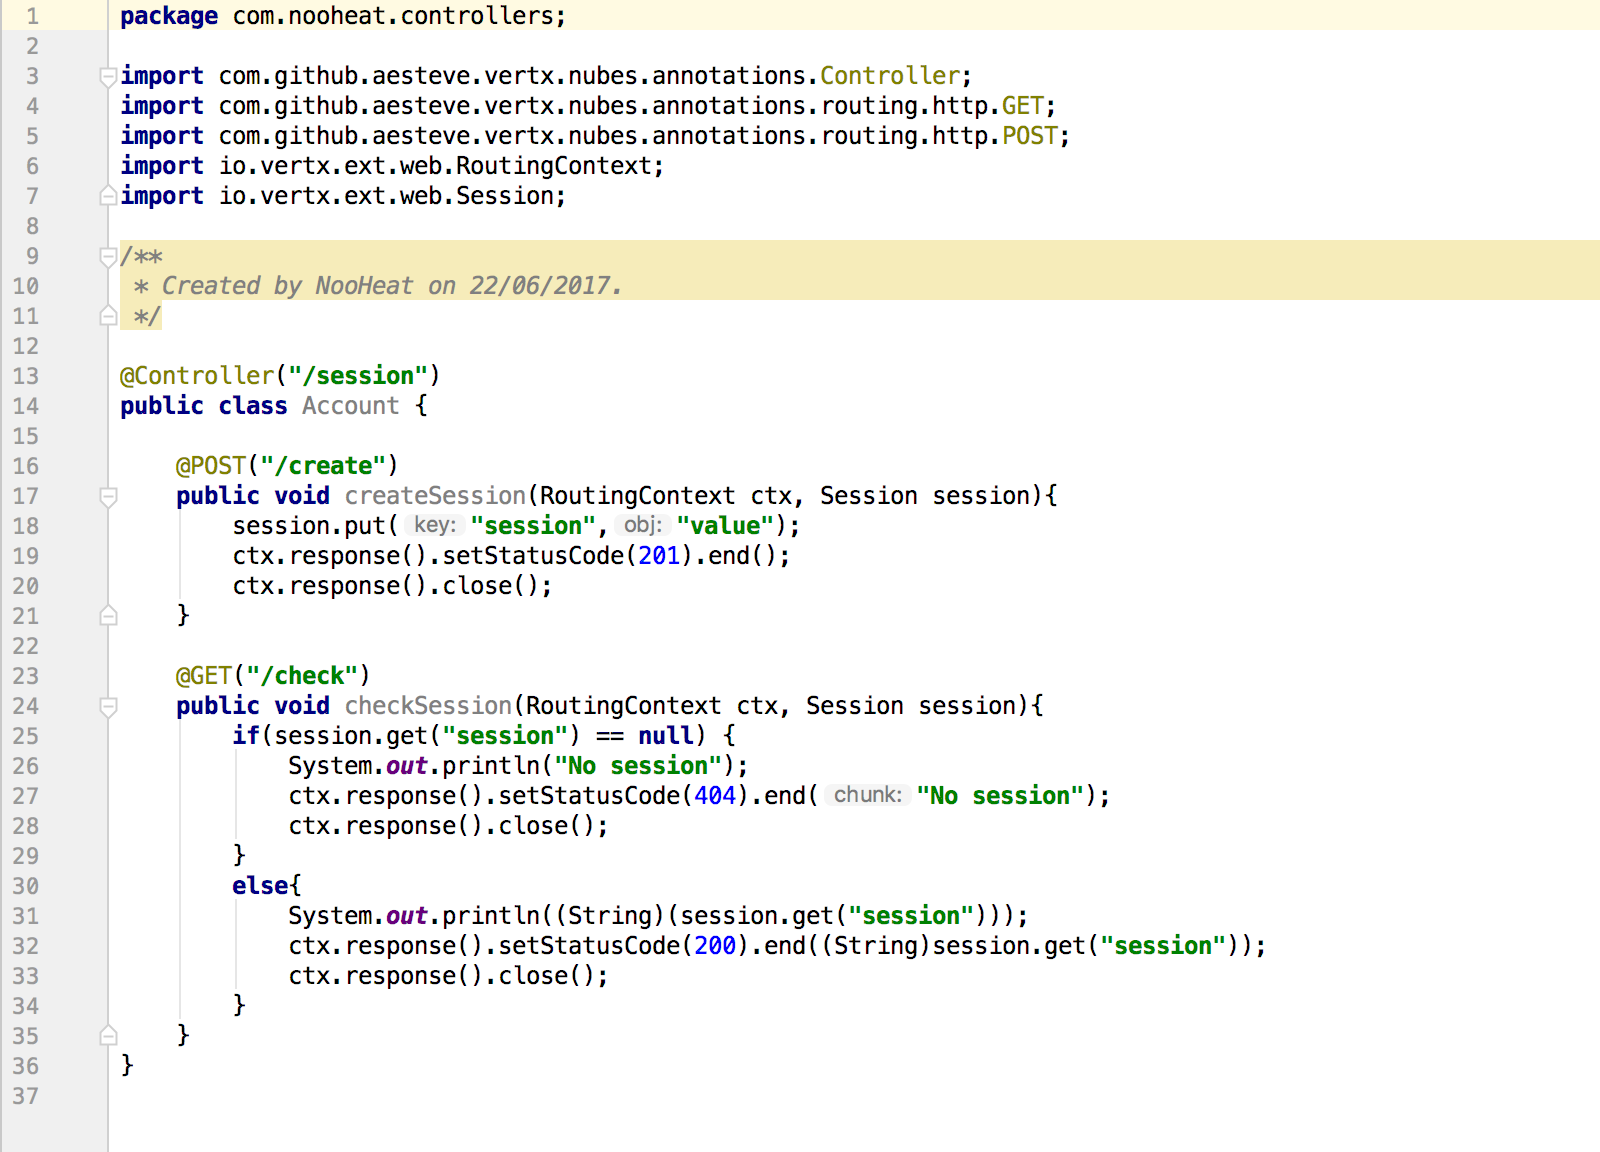 1 package com.nooheat.controllers;
2
3 import com.github.aesteve.vertx.nubes.annotations.Controller;
4 import com.github.aesteve.vertx.nubes.annotations.routing.http.GET;
5 import com.github.aesteve.vertx.nubes.annotations.routing.http.POST;
6 import io.vertx.ext.web.RoutingContext;
7 import io.vertx.ext.web.Session;
8
9 /**
10  * Created by NooHeat on 22/06/2017.
11  */
12
13 @Controller("/session")
14 public class Account {
15
16     @POST("/create")
17     public void createSession(RoutingContext ctx, Session session){
18         session.put( key: "session", obj: "value");
19         ctx.response().setStatusCode(201).end();
20         ctx.response().close();
21     }
22
23     @GET("/check")
24     public void checkSession(RoutingContext ctx, Session session){
25         if(session.get("session") == null) {
26             System.out.println("No session");
27             ctx.response().setStatusCode(404).end( chunk: "No session");
28             ctx.response().close();
29         }
30         else{
31             System.out.println((String)(session.get("session")));
32             ctx.response().setStatusCode(200).end((String)session.get("session"));
33             ctx.response().close();
34         }
35     }
36 }
37